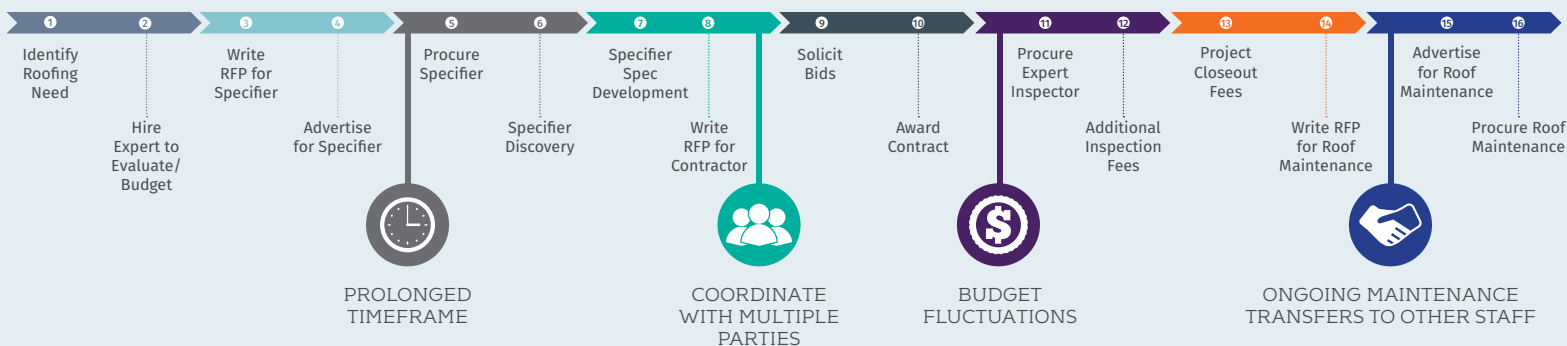 1
2
3
4
5
6
7
8
9
10
11
12
13
14
15
16
Identify
Roofing
Need
Hire
Expert to
Evaluate/
Budget
Write
RFP for
Specifier
Advertise
for Specifier
Procure
Specifier
Specifier
Discovery
Specifier
Spec
Development
Write
RFP for
Contractor
Solicit
Bids
Award
Contract
Procure
Expert
Inspector
Additional
Inspection
Fees
Project
Closeout
Fees
Write RFP
for Roof
Maintenance
Advertise
for Roof
Maintenance
Procure Roof
Maintenance
$
PROLONGED
TIMEFRAME
COORDINATE
WITH MULTIPLE
PARTIES
BUDGET
FLUCTUATIONS
ONGOING MAINTENANCE
TRANSFERS TO OTHER STAFF